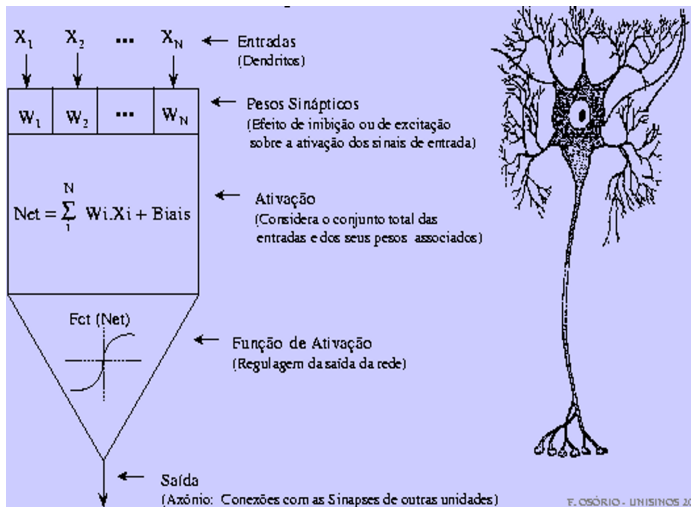 X1 X2 ... XN
Entradas
(Dendritos)
W1 W2 ... WN
Pesos Sinápticos
(Efeito de inibição ou de excitação
sobre a ativação dos sinais de entrada)
Net = N Σ 1 Wi.Xi + Biais
Ativação
(Considera o conjunto total das
entradas e dos seus pesos associados)
Fct (Net)
Função de Ativação
(Regulagem da saída da rede)
Saída
(Axônio: Conexões com as Sinapses de outras unidades)
F. OSÓRIO - UNISINOS